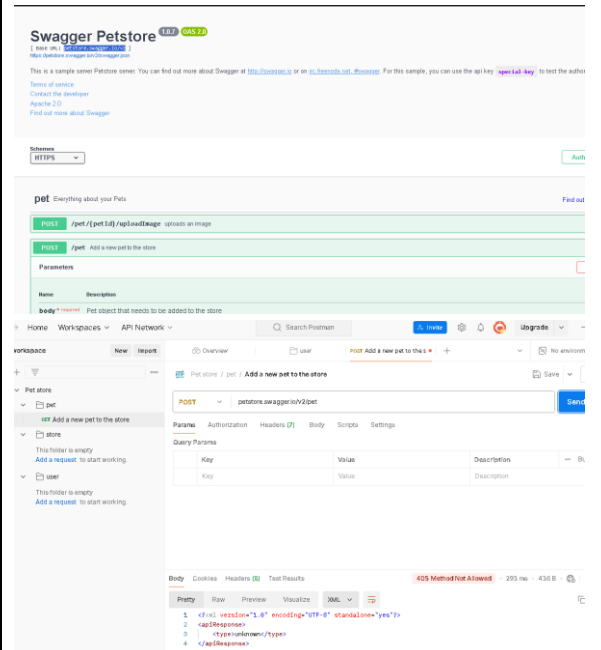 Swagger Petstore 1.0.7 OAS 2.0
[ Base URL: petstore.swagger.io/v2 ]
https://petstore.swagger.io/v2/swagger.json
This is a sample server Petstore server. You can find out more about Swagger at http://swagger.io or on irc.freenode.net, #swagger. For this sample, you can use the api key special-key to test the author
Terms of service
Contact the developer
Apache 2.0
Find out more about Swagger
Schemes
HTTPS
Auth
pet Everything about your Pets
Find out
POST /pet/{petId}/uploadImage uploads an image
POST /pet Add a new pet to the store
Parameters
Name Description
body * required Pet object that needs to be added to the store
Home Workspaces API Network Search Postman Invite Upgrade
workspace New Import Overview user POST Add a new pet to the s No environm
Pet store / pet / Add a new pet to the store Save
Pet store
pet
Add a new pet to the store
store
This folder is empty
Add a request to start working.
user
This folder is empty
Add a request to start working.
POST petstore.swagger.io/v2/pet Send
Params Authorization Headers (7) Body Scripts Settings
Query Params
Key Value Description Bu
Key Value Description
Body Cookies Headers (8) Test Results 405 Method Not Allowed 295 ms 436 B
Pretty Raw Preview Visualize XML
1 <?xml version="1.0" encoding="UTF-8" standalone="yes"?>
2 <apiResponse>
3 <type>unknown</type>
4 </apiResponse>